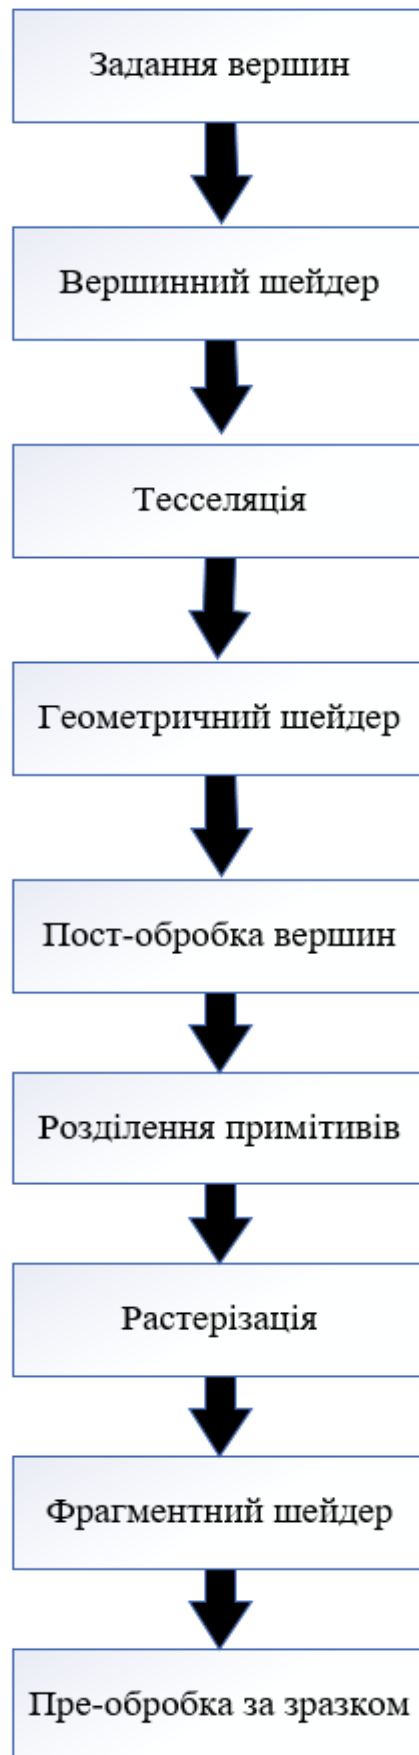 Задання вершин
Вершинний шейдер
Тесселяція
Геометричний шейдер
Пост-обробка вершин
Розділення примітивів
Растерізація
Фрагментний шейдер
Пре-обробка за зразком